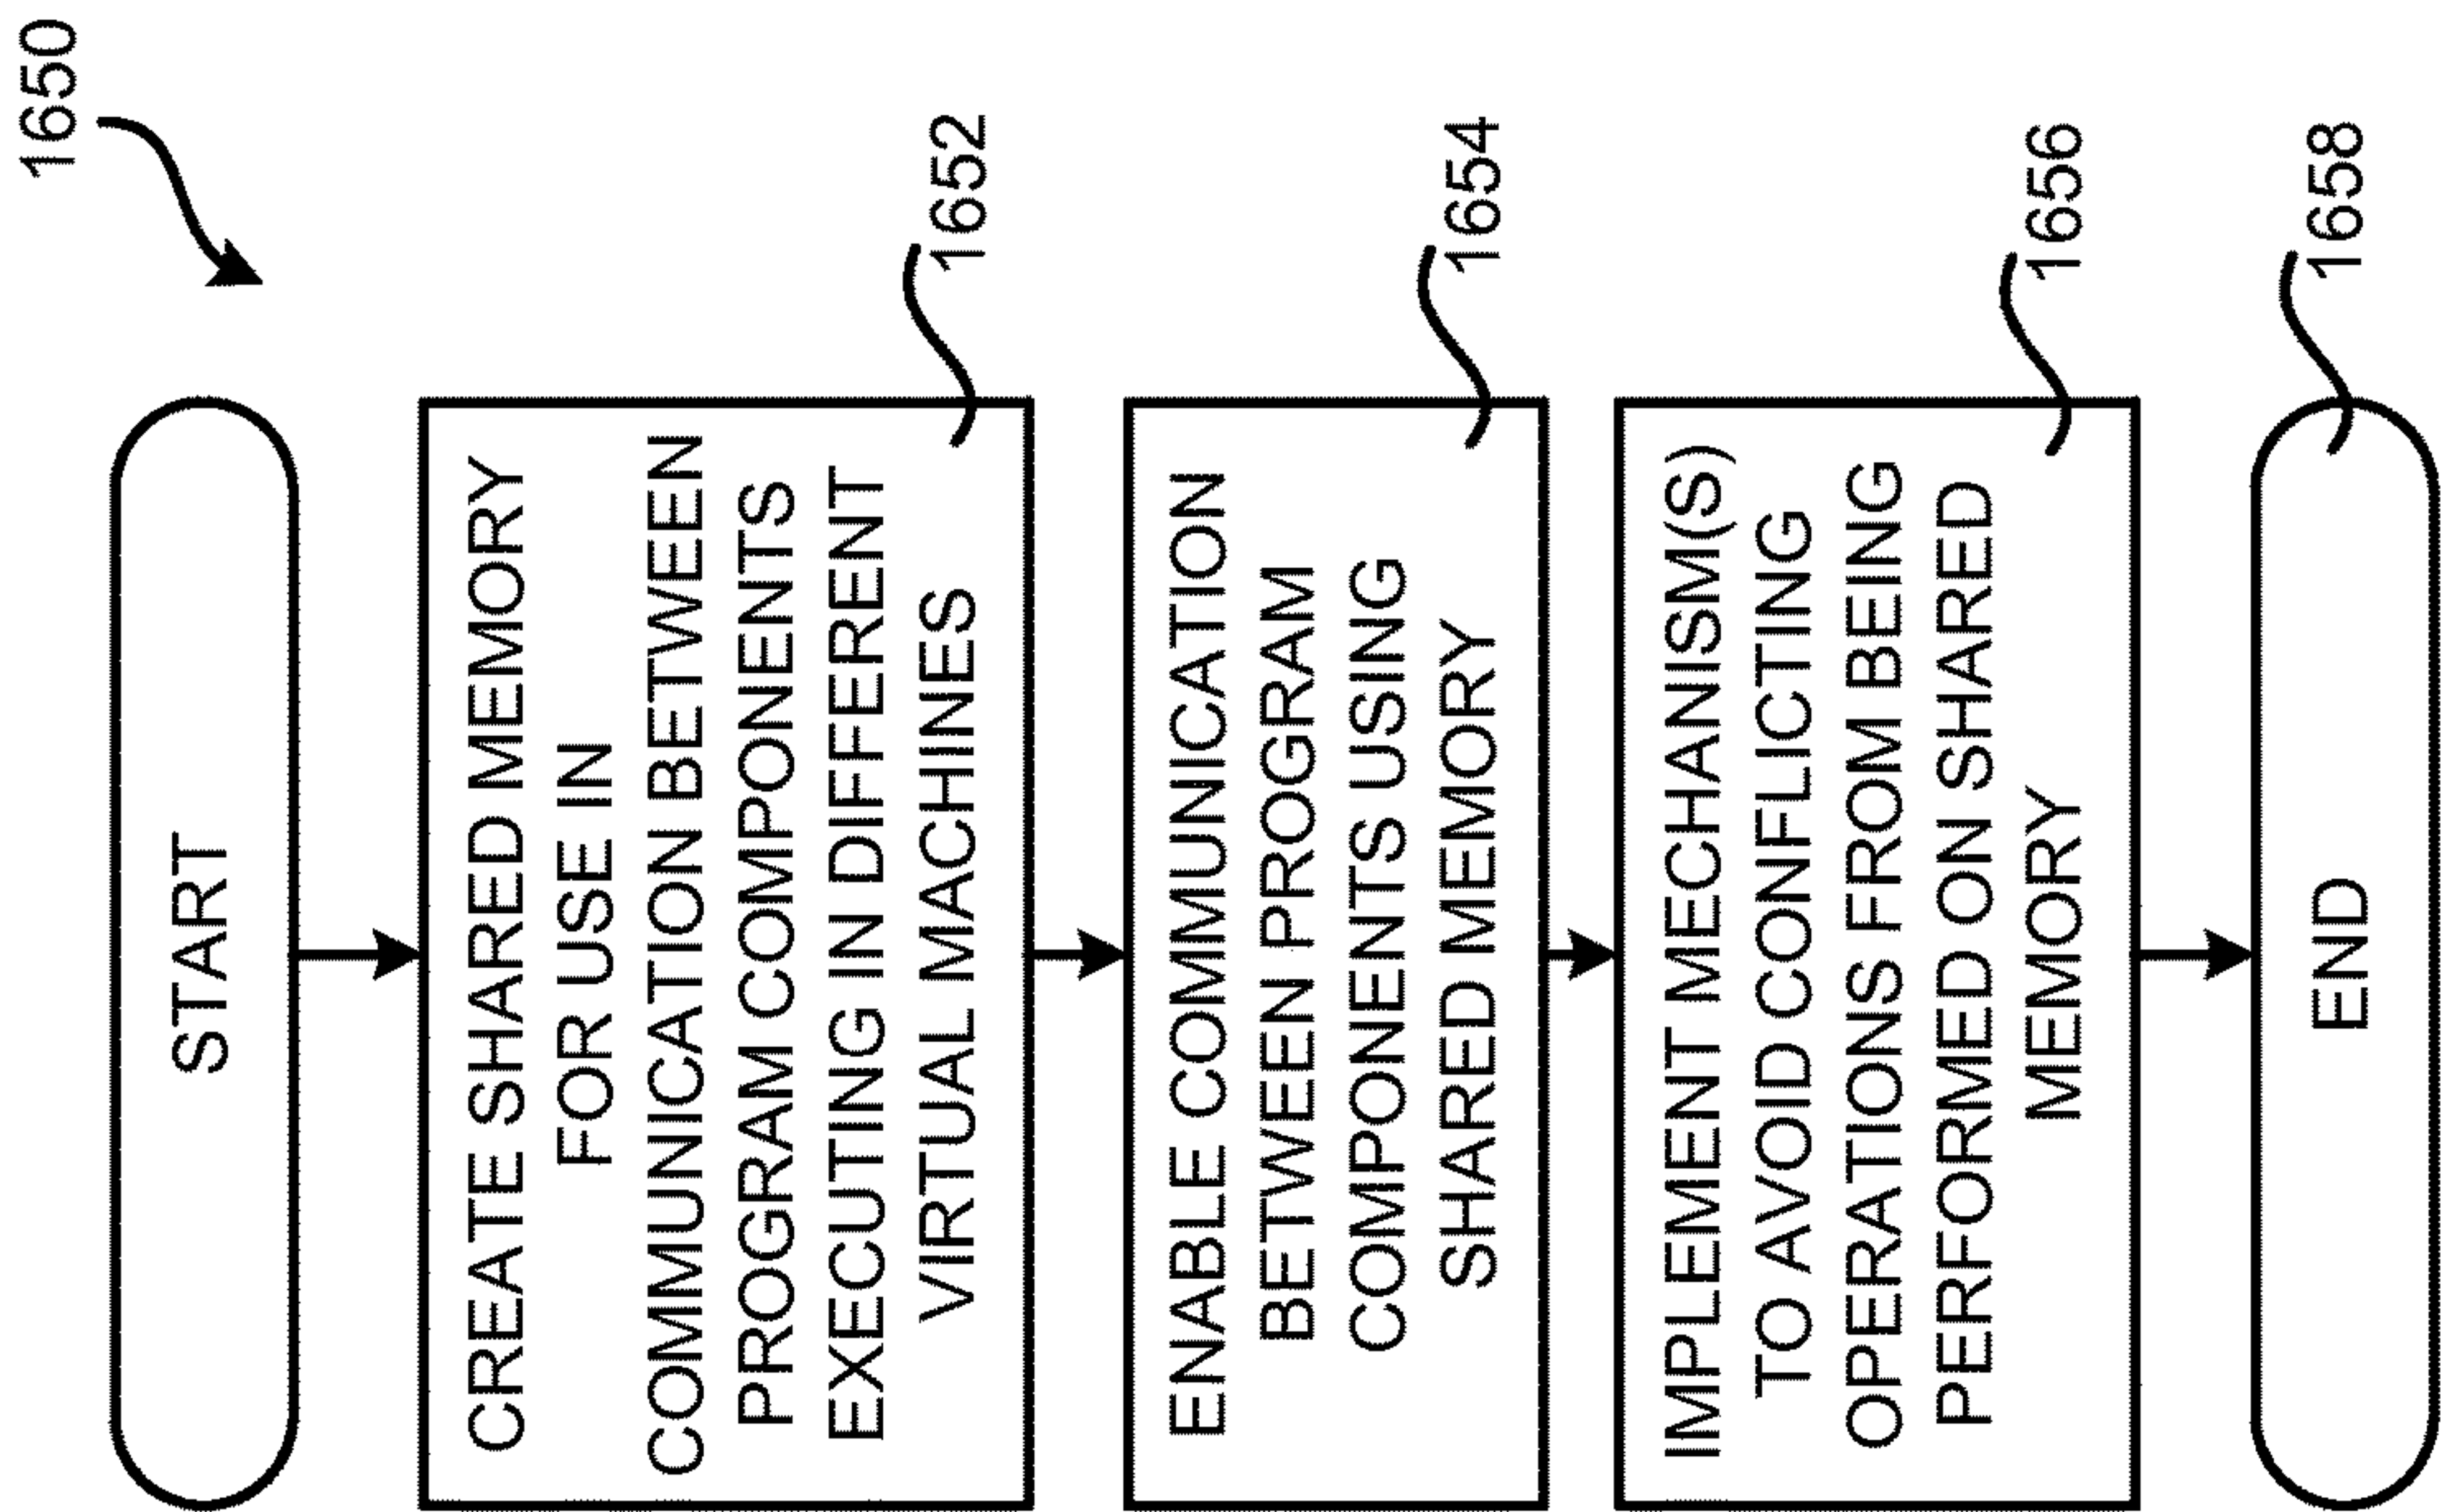 1650
START
CREATE SHARED MEMORY
FOR USE IN
COMMUNICATION BETWEEN
PROGRAM COMPONENTS
EXECUTING IN DIFFERENT
VIRTUAL MACHINES
1652
ENABLE COMMUNICATION
BETWEEN PROGRAM
COMPONENTS USING
SHARED MEMORY
1654
IMPLEMENT MECHANISM(S)
TO AVOID CONFLICTING
OPERATIONS FROM BEING
PERFORMED ON SHARED
MEMORY
1656
END
1658